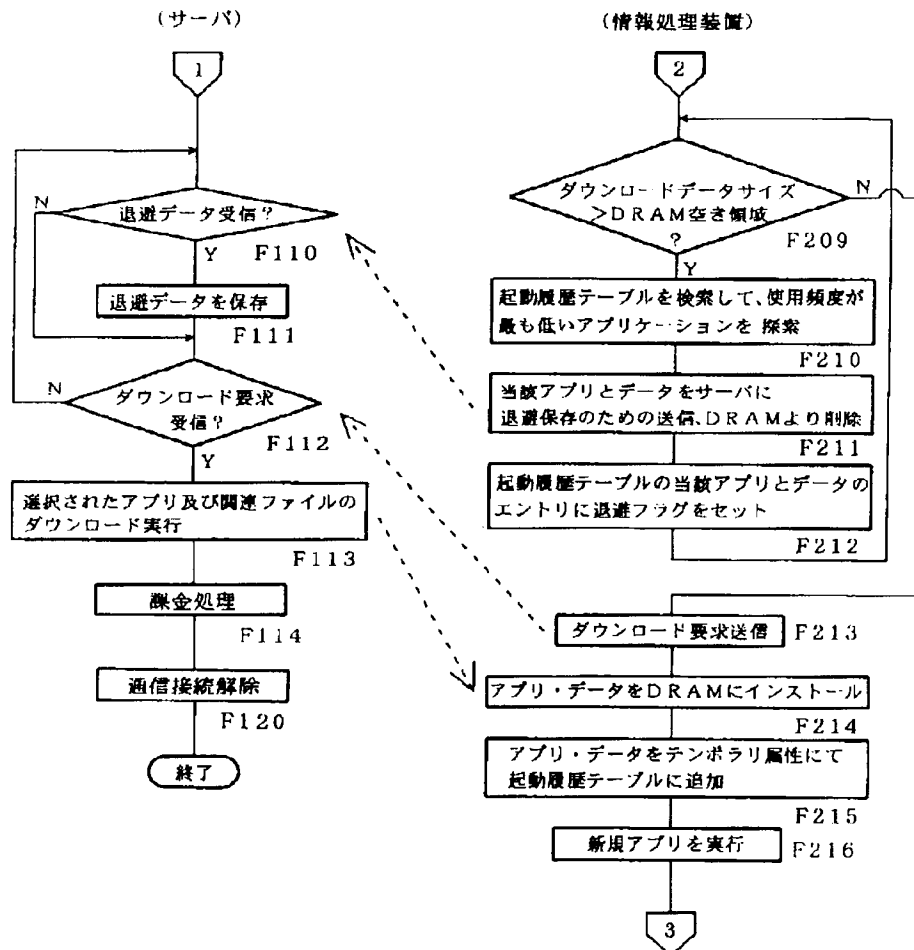 (サーバ)
1
退避データ受信?
N
F110
Y
退避データを保存
F111
ダウンロード要求
受信?
N
F112
Y
選択されたアプリ及び関連ファイルの
ダウンロード実行
F113
課金処理
F114
通信接続解除
F120
終了
(情報処理装置)
2
ダウンロードデータサイズ
>DRAM空き領域
?
N
F209
Y
起動履歴テーブルを検索して、使用頻度が
最も低いアプリケーションを探索
F210
当該アプリとデータをサーバに
退避保存のための送信、DRAMより削除
F211
起動履歴テーブルの当該アプリとデータの
エントリに退避フラグをセット
F212
ダウンロード要求送信
F213
アプリ・データをDRAMにインストール
F214
アプリ・データをテンポラリ属性にて
起動履歴テーブルに追加
F215
新規アプリを実行
F216
3